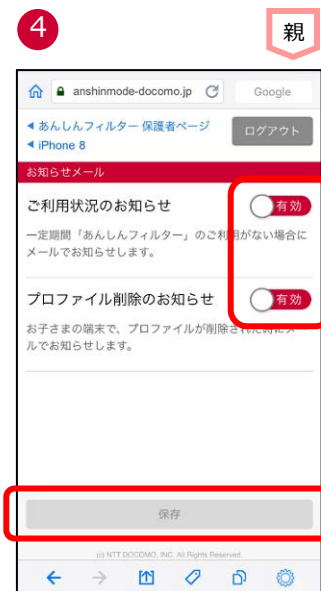 4
親
anshinmode-docomo.jp
Google
あんしんフィルター 保護者ページ
ログアウト
iPhone 8
お知らせメール
ご利用状況のお知らせ
有効
一定期間「あんしんフィルター」のご利用がない場合に
メールでお知らせします。
プロファイル削除のお知らせ
有効
お子さまの端末で、プロファイルが削除された時にメー
ルでお知らせします。
保存
(c) NTT DOCOMO, INC. All Rights Reserved.